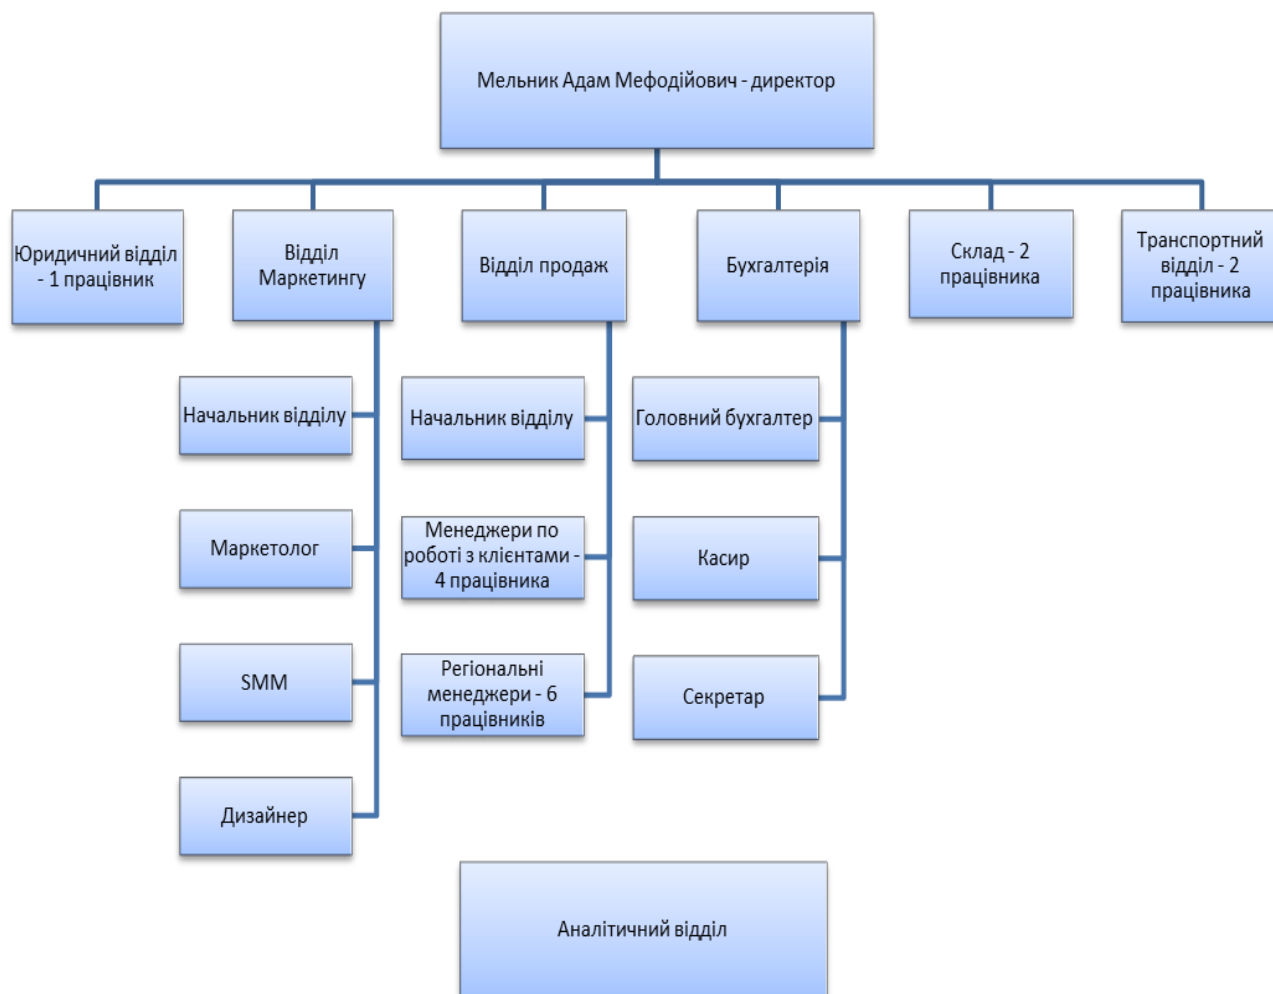 Мельник Адам Мефодійович - директор
Юридичний відділ
- 1 працівник
Відділ
Маркетингу
Відділ продаж
Бухгалтерія
Склад - 2
працівника
Транспортний
відділ - 2
працівника
Начальник відділу
Начальник відділу
Головний бухгалтер
Маркетолог
Менеджери по
роботі з клієнтами -
4 працівника
Касир
SMM
Регіональні
менеджери - 6
працівників
Секретар
Дизайнер
Аналітичний відділ